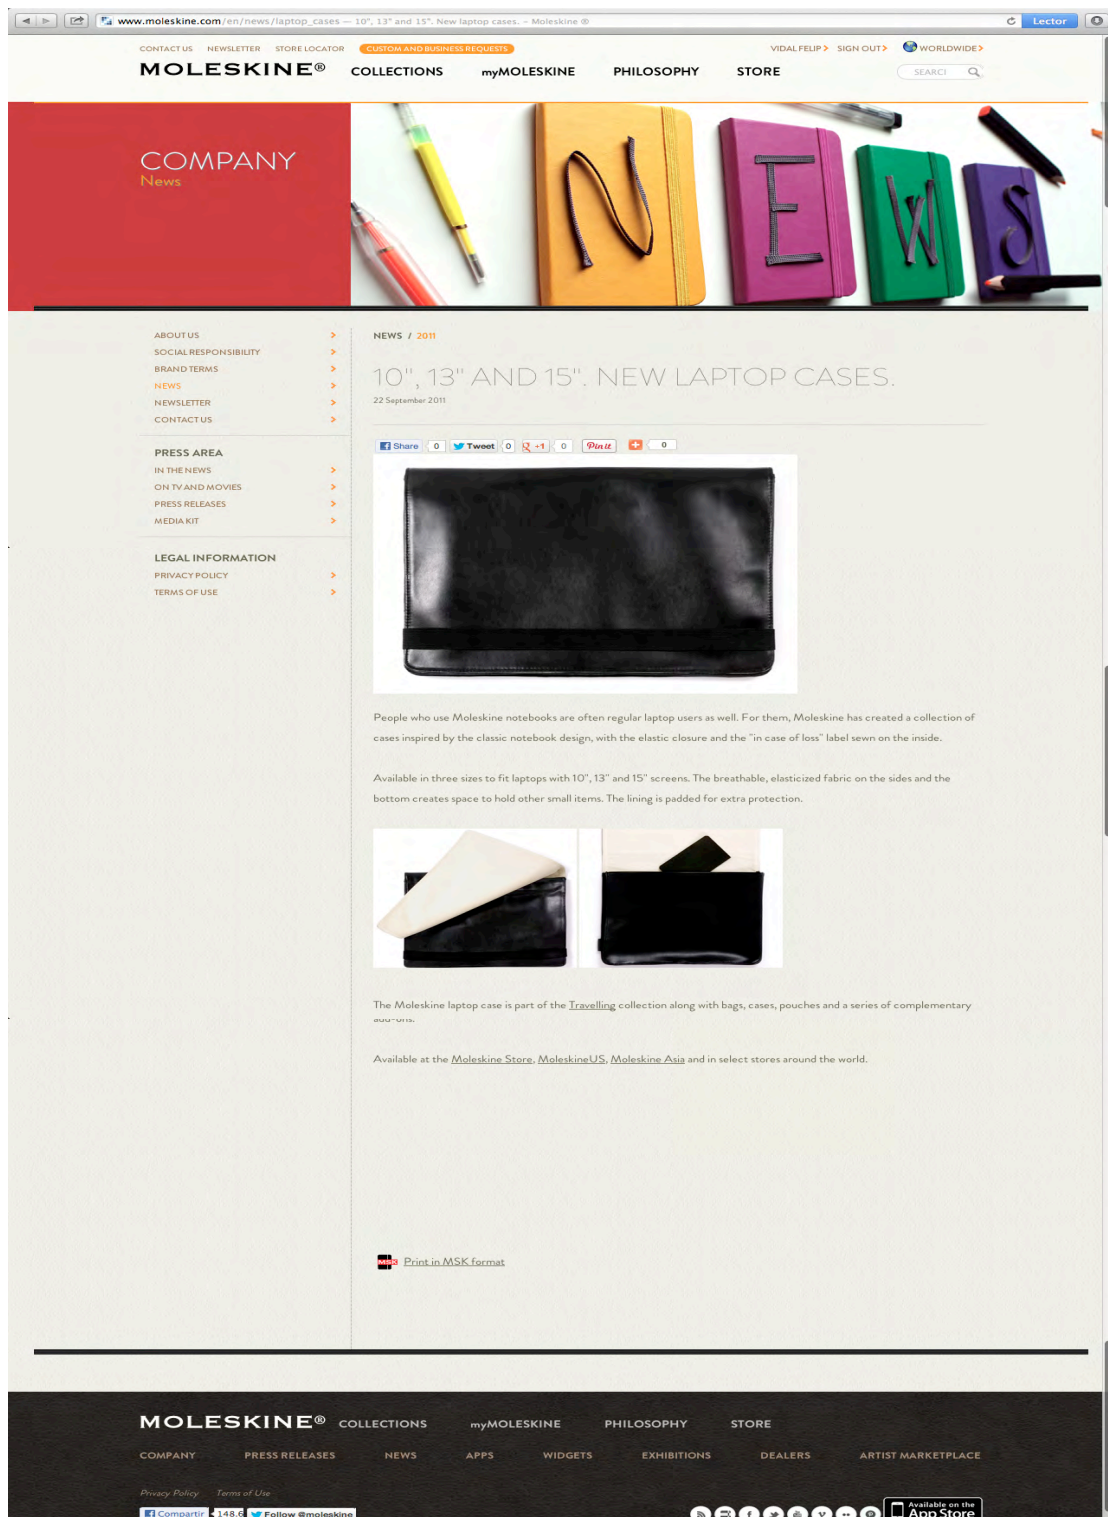 www.moleskine.com/en/news/laptop_cases — 10", 13" and 15". New laptop cases. - Moleskine ®
Lector
CONTACT US NEWSLETTER STORE LOCATOR CUSTOM AND BUSINESS REQUESTS VIDAL FELIP > SIGN OUT > WORLDWIDE >
MOLESKINE® COLLECTIONS myMOLESKINE PHILOSOPHY STORE
SEARCH
COMPANY
News
NEWS
ABOUT US
SOCIAL RESPONSIBILITY
BRAND TERMS
NEWS
NEWSLETTER
CONTACT US
PRESS AREA
IN THE NEWS
ON TV AND MOVIES
PRESS RELEASES
MEDIA KIT
LEGAL INFORMATION
PRIVACY POLICY
TERMS OF USE
NEWS / 2011
10", 13" AND 15". NEW LAPTOP CASES.
22 September 2011
Share 0 Tweet 0 +1 0 Pin it 0
People who use Moleskine notebooks are often regular laptop users as well. For them, Moleskine has created a collection of
cases inspired by the classic notebook design, with the elastic closure and the "in case of loss" label sewn on the inside.
Available in three sizes to fit laptops with 10", 13" and 15" screens. The breathable, elasticized fabric on the sides and the
bottom creates space to hold other small items. The lining is padded for extra protection.
The Moleskine laptop case is part of the Travelling collection along with bags, cases, pouches and a series of complementary
add-ons.
Available at the Moleskine Store, MoleskineUS, Moleskine Asia and in select stores around the world.
MSK Print in MSK format
MOLESKINE® COLLECTIONS myMOLESKINE PHILOSOPHY STORE
COMPANY PRESS RELEASES NEWS APPS WIDGETS EXHIBITIONS DEALERS ARTIST MARKETPLACE
Privacy Policy Terms of Use
Compartir 148,6 Follow @moleskine
Available on the
App Store